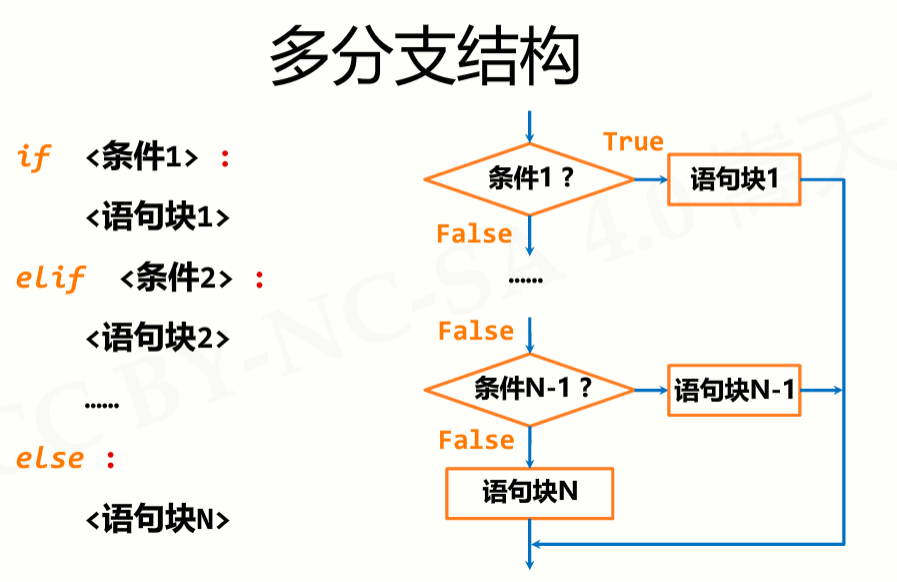 多分支结构
if <条件1> :
<语句块1>
elif <条件2> :
<语句块2>
……
else :
<语句块N>
条件1？
True
语句块1
False
……
False
条件N-1？
语句块N-1
False
语句块N
CC BY-NC-SA 4.0 嵩天